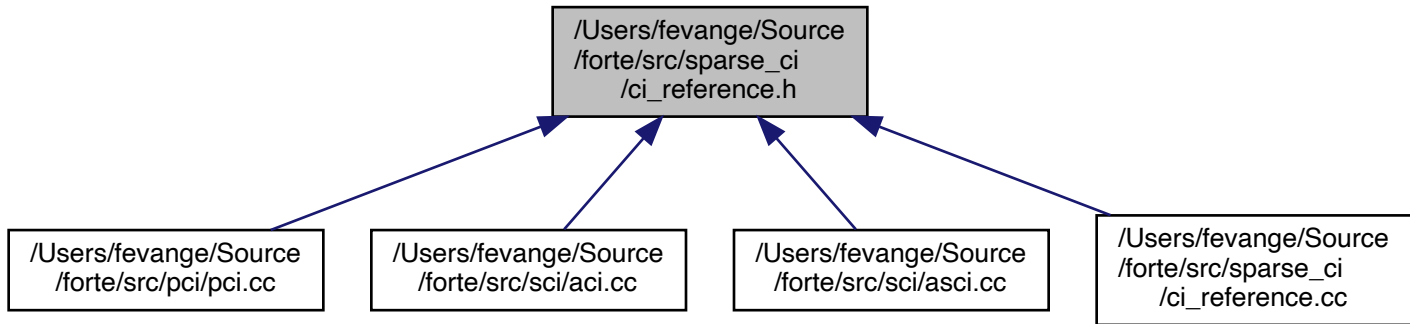 /Users/fevange/Source
/forte/src/sparse_ci
/ci_reference.h
/Users/fevange/Source
/forte/src/pci/pci.cc
/Users/fevange/Source
/forte/src/sci/aci.cc
/Users/fevange/Source
/forte/src/sci/asci.cc
/Users/fevange/Source
/forte/src/sparse_ci
/ci_reference.cc